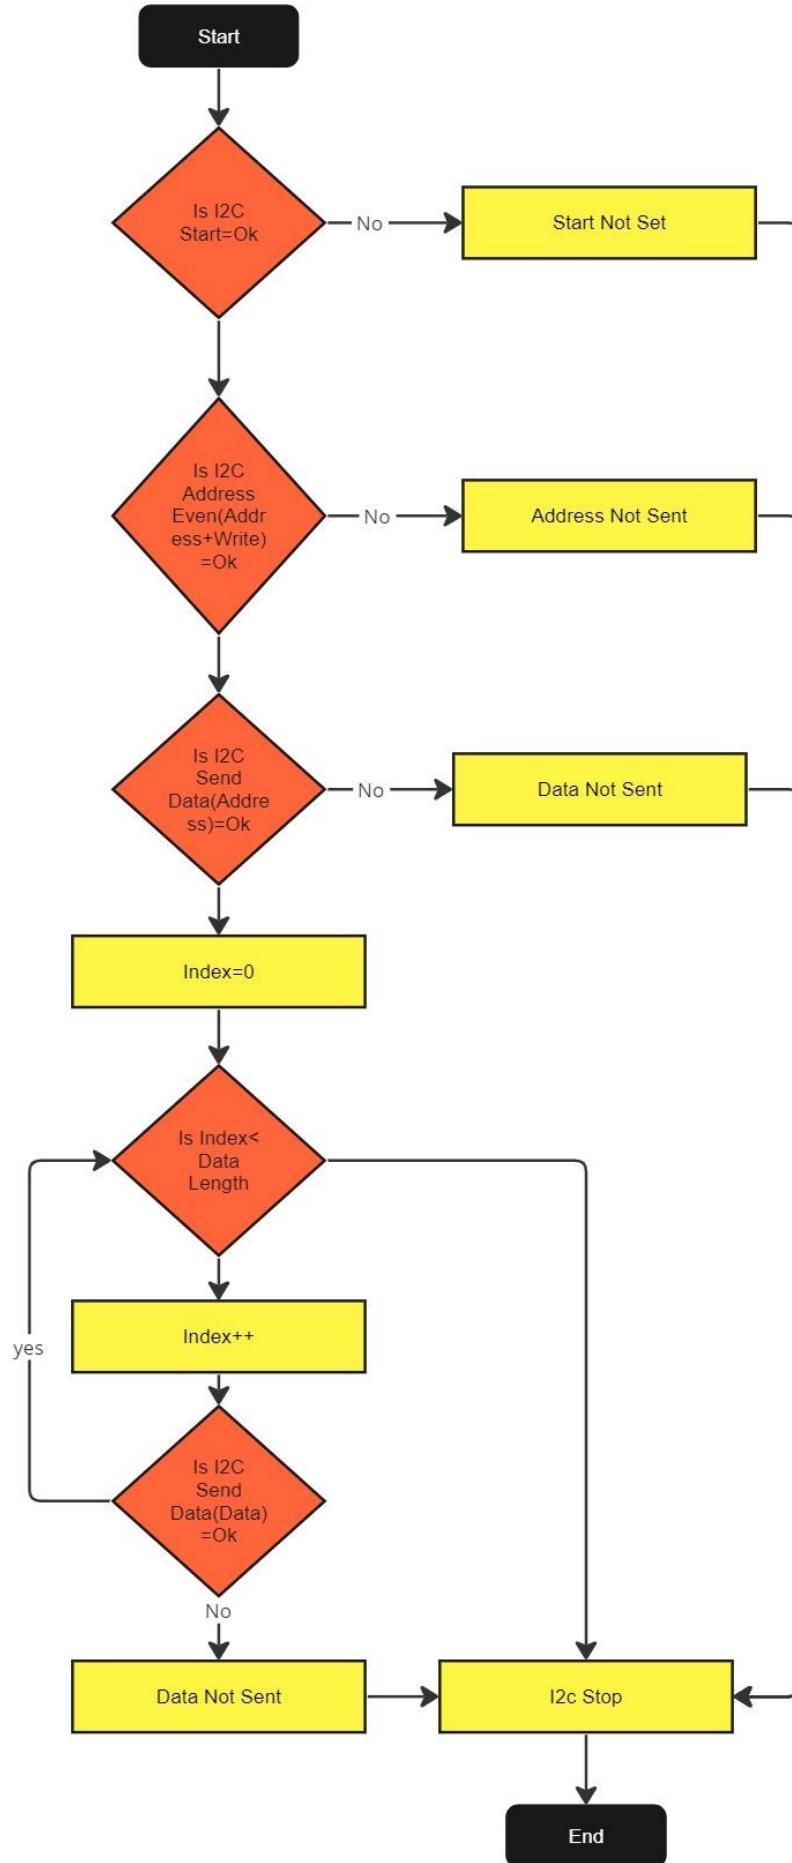 Start
Is I2C
Start=Ok
No
Start Not Set
Is I2C
Address
Even(Addr
ess+Write)
=Ok
No
Address Not Sent
Is I2C
Send
Data(Addre
ss)=Ok
No
Data Not Sent
Index=0
Is Index<
Data
Length
Index++
yes
Is I2C
Send
Data(Data)
=Ok
No
Data Not Sent
I2c Stop
End